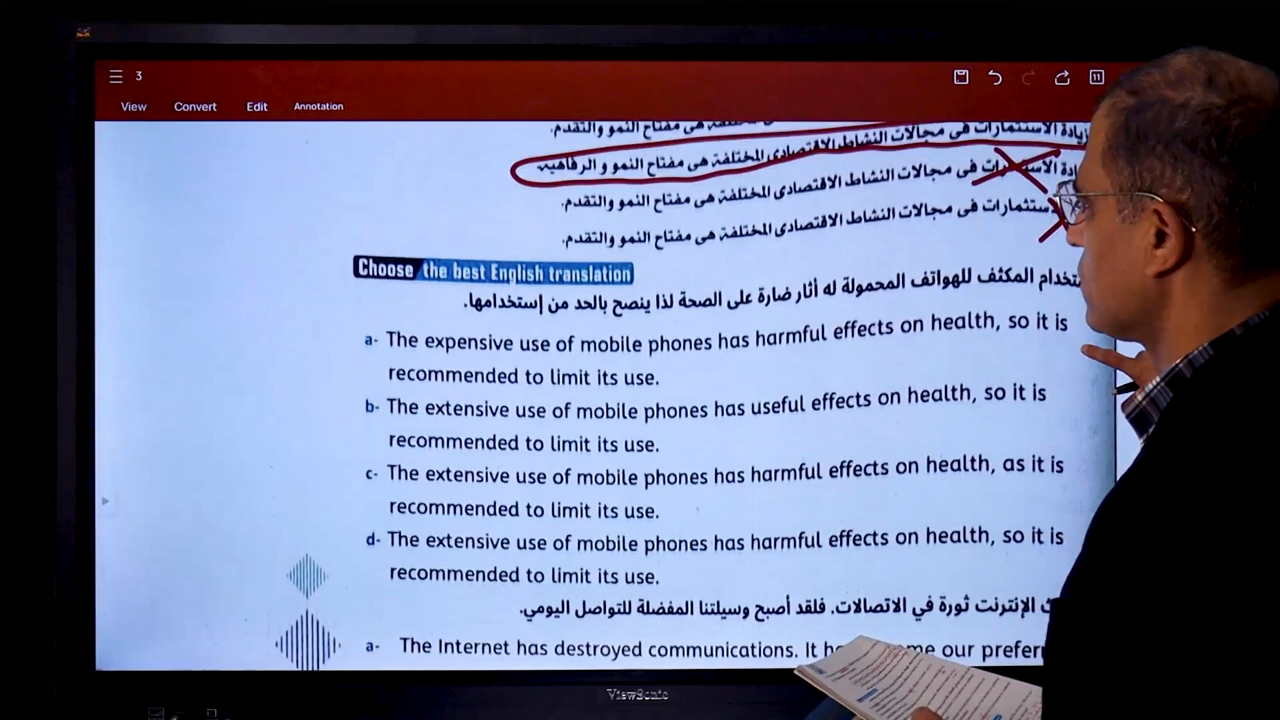 3
11
View Convert Edit Annotation
هى مفتاح النمو والتقدم.
زيادة الاستثمارات فى مجالات النشاط الاقتصادى المختلفة هى مفتاح النمو و الرفاهية.
فى مجالات النشاط الاقتصادى المختلفة هى مفتاح النمو والتقدم.
فى مجالات النشاط الاقتصادى المختلفة هى مفتاح النمو والتقدم.
Choose the best English translation
المكثف للهواتف المحمولة له أثار ضارة على الصحة لذا ينصح بالحد من إستخدامها.
a- The expensive use of mobile phones has harmful effects on health, so it is
recommended to limit its use.
b- The extensive use of mobile phones has useful effects on health, so it is
recommended to limit its use.
c- The extensive use of mobile phones has harmful effects on health, as it is
recommended to limit its use.
d- The extensive use of mobile phones has harmful effects on health, so it is
recommended to limit its use.
الإنترنت ثورة في الاتصالات. فلقد أصبح وسيلتنا المفضلة للتواصل اليومي.
a- The Internet has destroyed communications. It our
ViewSonic